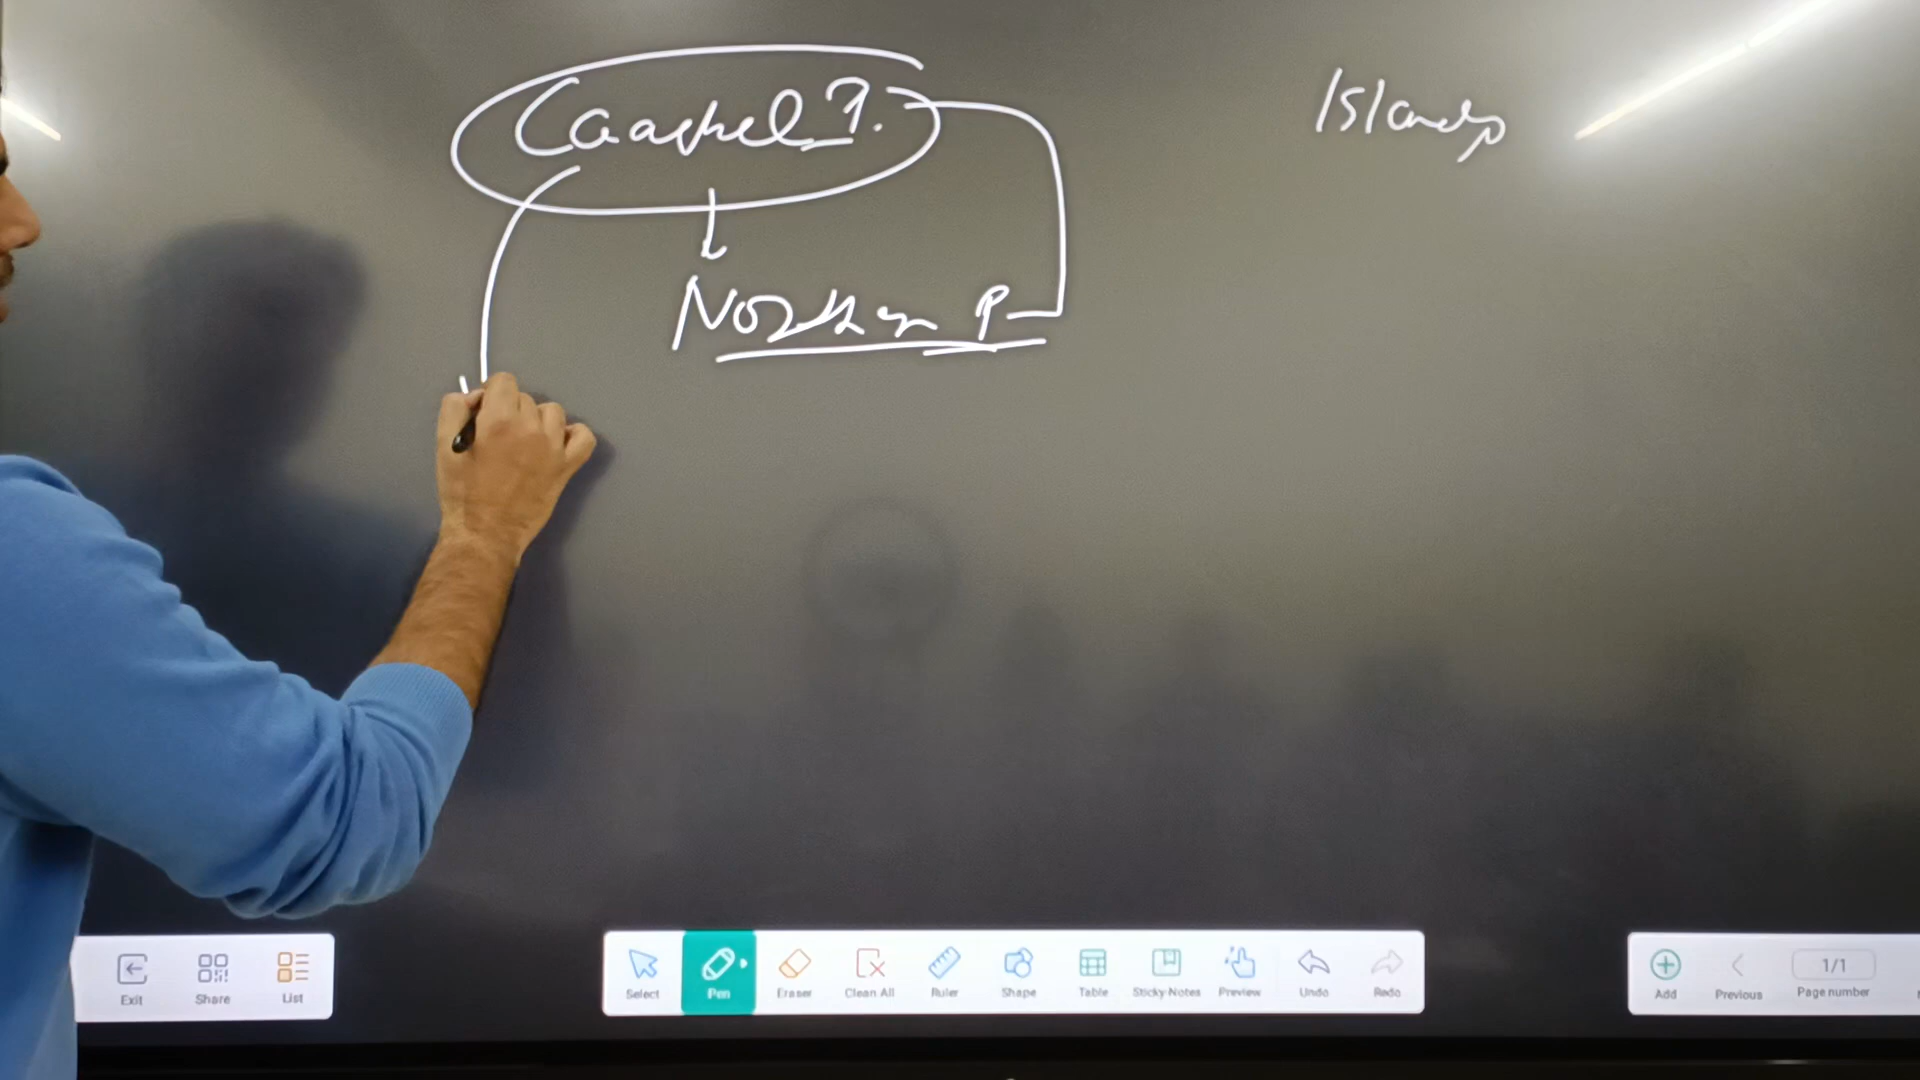 Islands
Northern P
Exit
Share
List
Select
Pen
Eraser
Clean All
Ruler
Shape
Table
Sticky Notes
Preview
Undo
Redo
Add
Previous
1/1
Page number